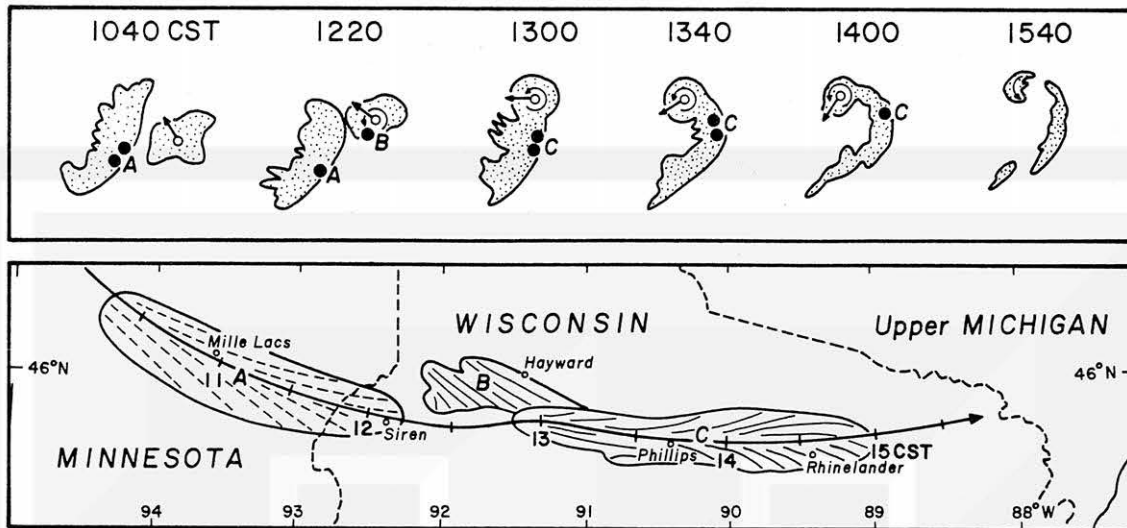 1040 CST 1220 1300 1340 1400 1540
A A B C C C
WISCONSIN Upper MICHIGAN
Mille Lacs
46°N 11 A B Hayward 46°N
12 Siren 13 C
MINNESOTA Phillips 14 Rhinelander 15 CST
94 93 92 91 90 89 88°W